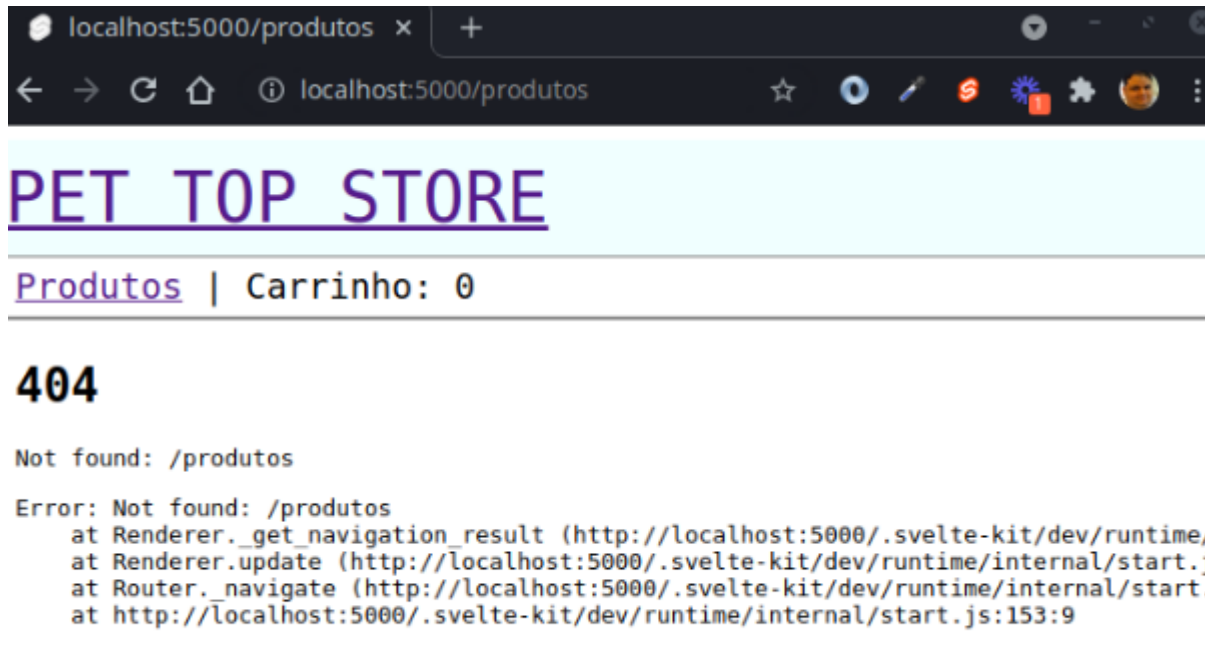 localhost:5000/produtos
localhost:5000/produtos
1
PET TOP STORE
Produtos | Carrinho: 0
404
Not found: /produtos
Error: Not found: /produtos
at Renderer._get_navigation_result (http://localhost:5000/.svelte-kit/dev/runtime/
at Renderer.update (http://localhost:5000/.svelte-kit/dev/runtime/internal/start.j
at Router._navigate (http://localhost:5000/.svelte-kit/dev/runtime/internal/start.
at http://localhost:5000/.svelte-kit/dev/runtime/internal/start.js:153:9